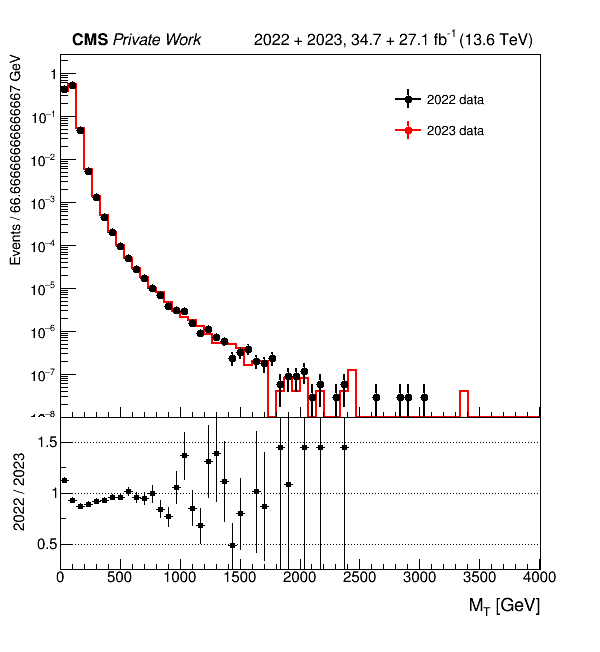 CMS Private Work 2022 + 2023, 34.7 + 27.1 fb⁻¹ (13.6 TeV)
Events / 66.66666666666667 GeV
1
10⁻¹
10⁻²
10⁻³
10⁻⁴
10⁻⁵
10⁻⁶
10⁻⁷
10⁻⁸
2022 data
2023 data
2022 / 2023
1.5
1
0.5
0 500 1000 1500 2000 2500 3000 3500 4000
M_T [GeV]